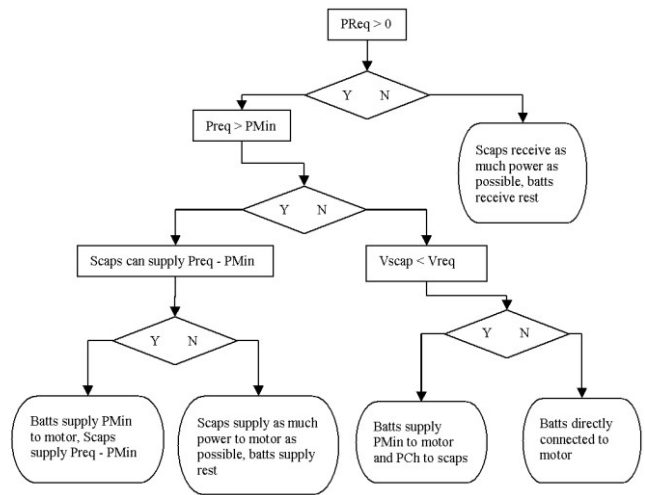 PReq > 0
Y N
Preq > PMin
Scaps receive as
much power as
possible, batts
receive rest
Y N
Scaps can supply Preq - PMin
Vscap < Vreq
Y N
Y N
Batts supply PMin
to motor, Scaps
supply Preq - PMin
Scaps supply as much
power to motor as
possible, batts supply
rest
Batts supply
PMin to motor
and PCh to scaps
Batts directly
connected to
motor